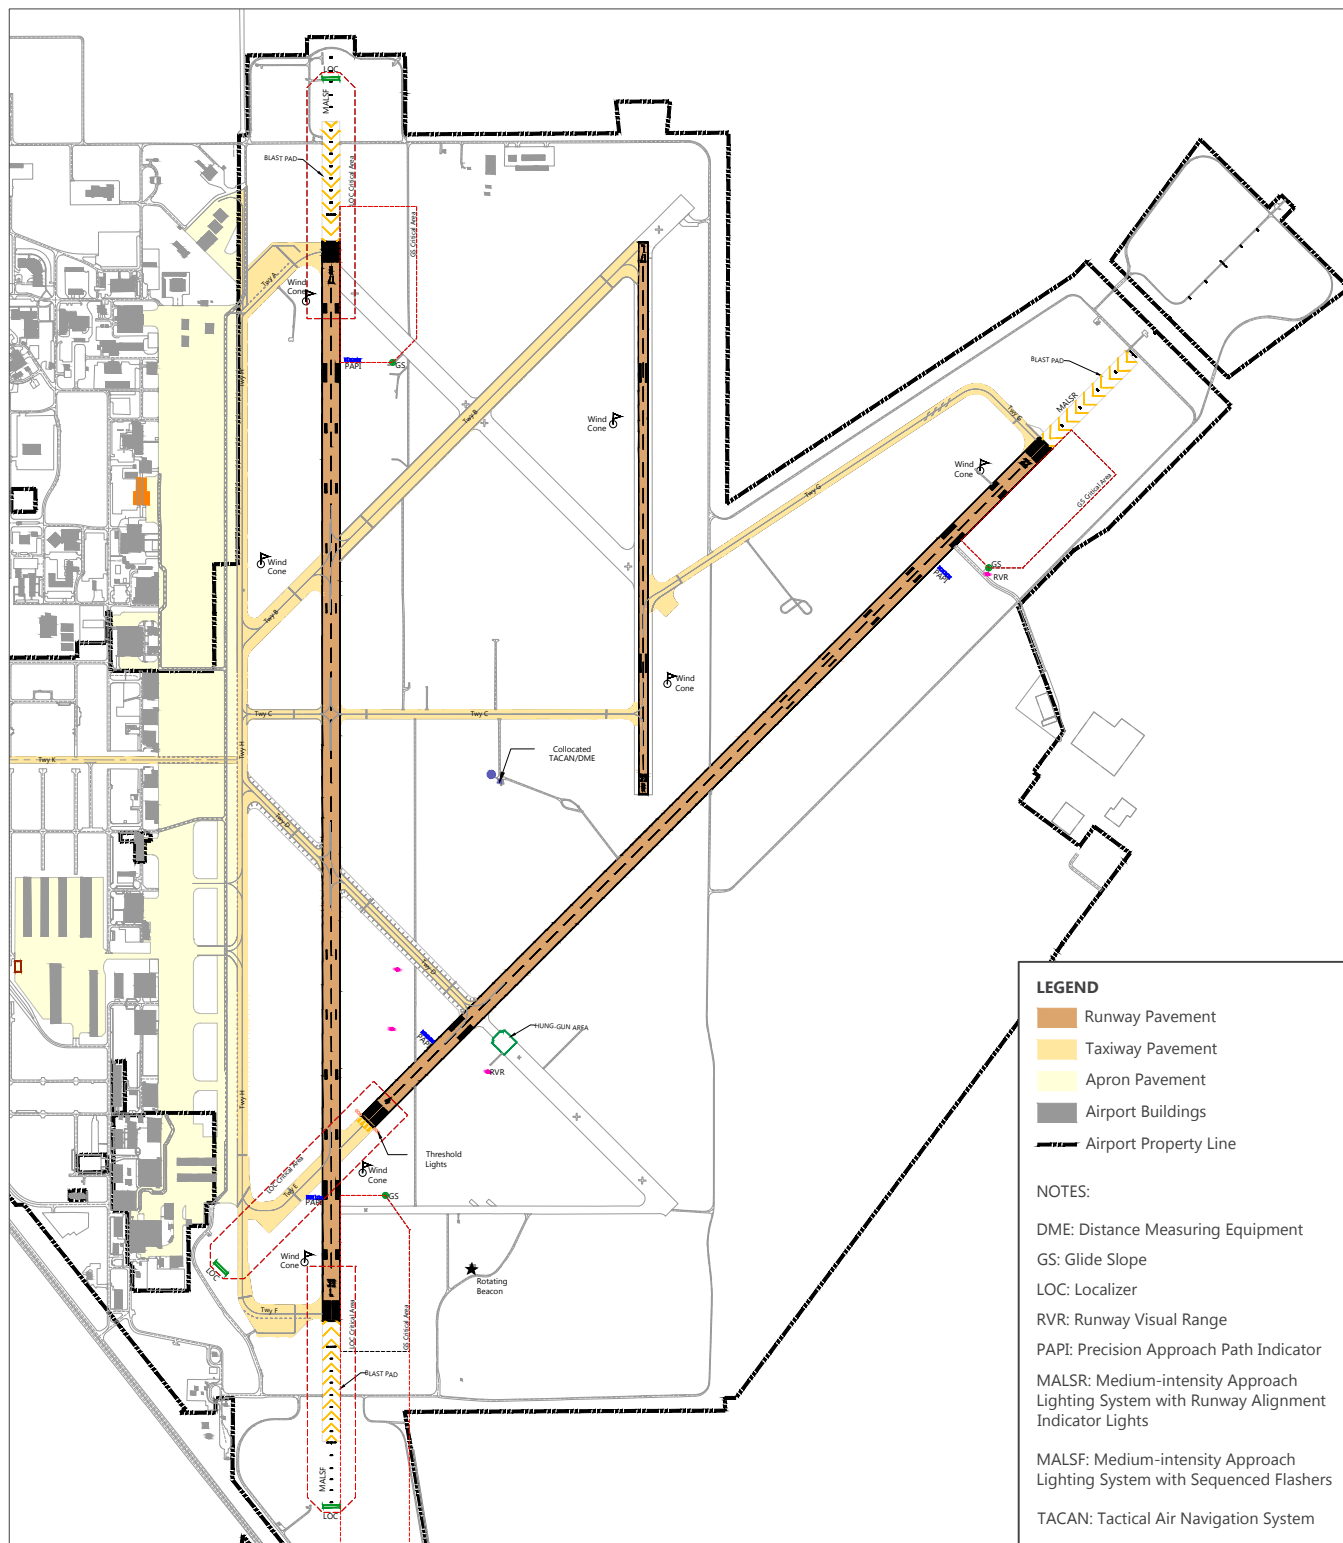 LOC
MALSF
BLAST PAD
LOC Critical Area
GS Critical Area
Twy A
Wind
Cone
PAPI
GS
Twy H
Twy B
Wind
Cone
BLAST PAD
MALSR
Twy G
Wind
Cone
Twy G
GS Critical Area
GS
RVR
PAPI
Wind
Cone
Twy B
Wind
Cone
Twy C
Twy C
Twy H
Twy K
Collocated
TACAN/DME
Twy D
Twy D
HUNG-GUN AREA
PAPI
RVR
Twy H
Threshold
Lights
LOC Critical Area
Twy E
Wind
Cone
PAPI
GS
LOC
Wind
Cone
Rotating
Beacon
Twy F
LOC Critical Area
GS Critical Area
BLAST PAD
MALSF
LOC
LEGEND
Runway Pavement
Taxiway Pavement
Apron Pavement
Airport Buildings
Airport Property Line
NOTES:
DME: Distance Measuring Equipment
GS: Glide Slope
LOC: Localizer
RVR: Runway Visual Range
PAPI: Precision Approach Path Indicator
MALSR: Medium-intensity Approach
Lighting System with Runway Alignment
Indicator Lights
MALSF: Medium-intensity Approach
Lighting System with Sequenced Flashers
TACAN: Tactical Air Navigation System